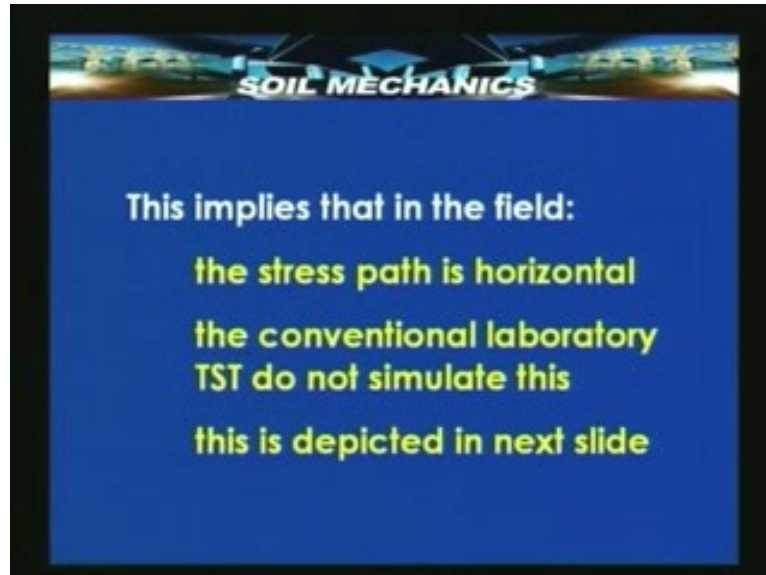 SOIL MECHANICS
This implies that in the field:
the stress path is horizontal
the conventional laboratory
TST do not simulate this
this is depicted in next slide